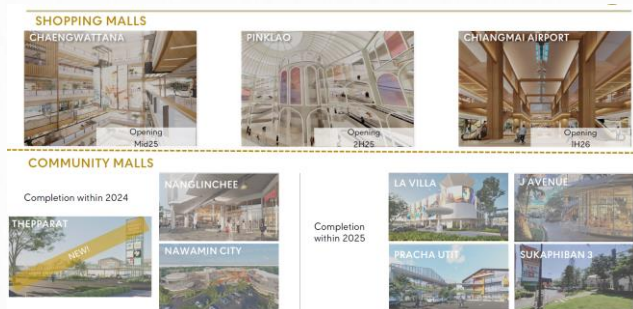 SHOPPING MALLS
CHAENGWATTANA
Opening
Mid25
PINKLAO
Opening
2H25
CHIANGMAI AIRPORT
Opening
1H26
COMMUNITY MALLS
Completion within 2024
THEPPARAT
NEW!
NANGLINCHEE
NAWAMIN CITY
Completion
within 2025
LA VILLA
J AVENUE
PRACHA UTIT
SUKAPHIBAN 3